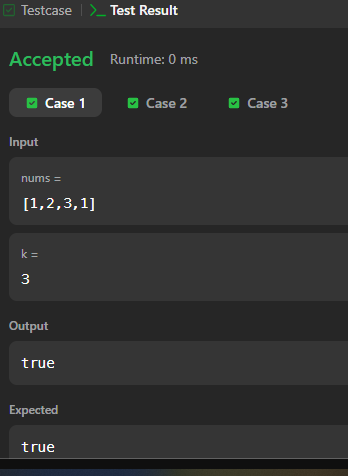 Testcase | >_ Test Result
Accepted Runtime: 0 ms
Case 1 Case 2 Case 3
Input
nums =
[1,2,3,1]
k =
3
Output
true
Expected
true